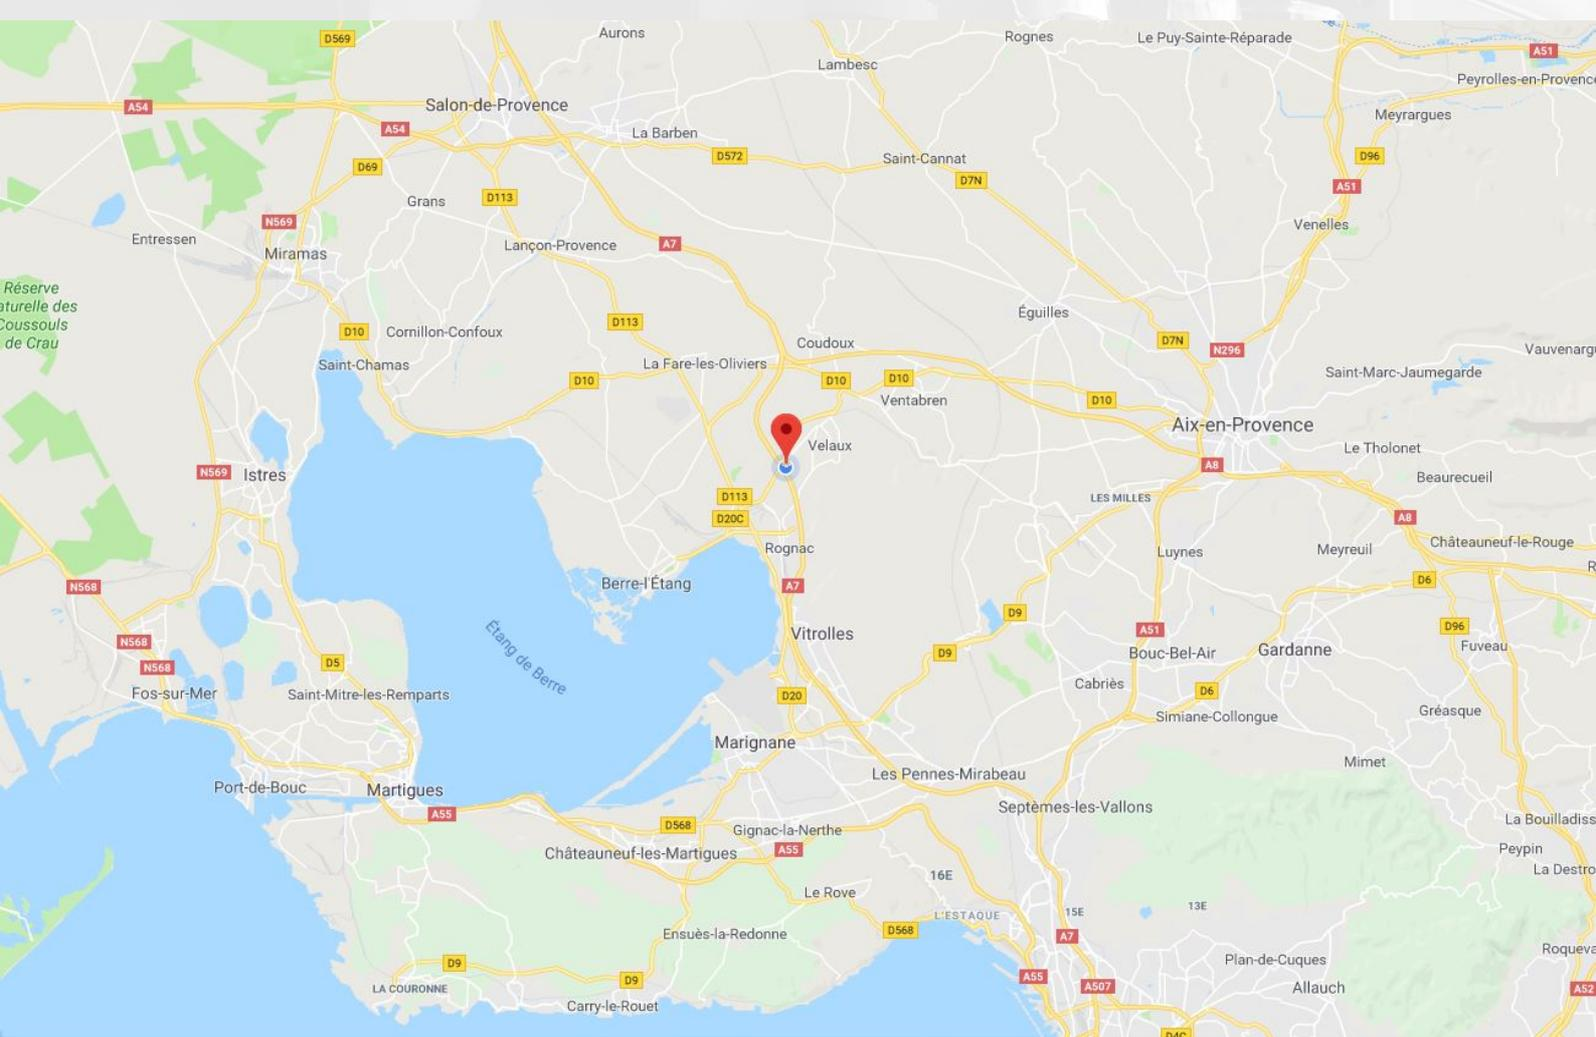 Aurons
Rognes
Le Puy-Sainte-Réparade
D569
A51
Lambesc
Peyrolles-en-Provence
A54
Salon-de-Provence
Meyrargues
A54
La Barben
D572
Saint-Cannat
D96
D69
D7N
A51
D113
Grans
N569
Venelles
Entressen
Lançon-Provence
A7
Miramas
Réserve
aturelle des
Coussouls
de Crau
Éguilles
D113
D10
Cornillon-Confoux
D7N
Coudoux
N296
Vauvenargu
Saint-Chamas
La Fare-les-Oliviers
Saint-Marc-Jaumegarde
D10
D10
D10
Ventabren
D10
Aix-en-Provence
Velaux
Le Tholonet
A8
N569
Istres
Beaurecueil
D113
LES MILLES
D20C
A8
Rognac
Luynes
Meyreuil
Châteauneuf-le-Rouge
R
Berre-l'Étang
A7
D6
N568
D9
D96
A51
Vitrolles
N568
Étang de Berre
D9
Bouc-Bel-Air
Gardanne
Fuveau
D5
N568
Fos-sur-Mer
Saint-Mitre-les-Remparts
D20
Cabriès
D6
Simiane-Collongue
Gréasque
Marignane
Mimet
Les Pennes-Mirabeau
Port-de-Bouc
Martigues
Septèmes-les-Vallons
A55
D568
Gignac-la-Nerthe
La Bouilladiss
Châteauneuf-les-Martigues
A55
Peypin
La Destro
16E
Le Rove
L'ESTAQUE
15E
13E
D568
Ensuès-la-Redonne
A7
Roqueva
D9
D9
Plan-de-Cuques
A55
A507
Allauch
A52
LA COURONNE
Carry-le-Rouet
D4C